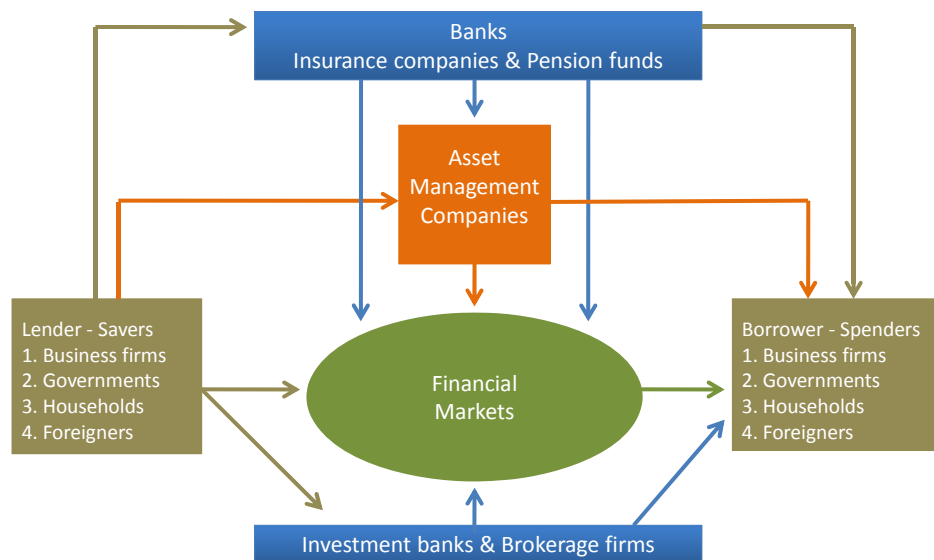 Banks
Insurance companies & Pension funds
Asset
Management
Companies
Lender - Savers
1. Business firms
2. Governments
3. Households
4. Foreigners
Financial
Markets
Borrower - Spenders
1. Business firms
2. Governments
3. Households
4. Foreigners
Investment banks & Brokerage firms